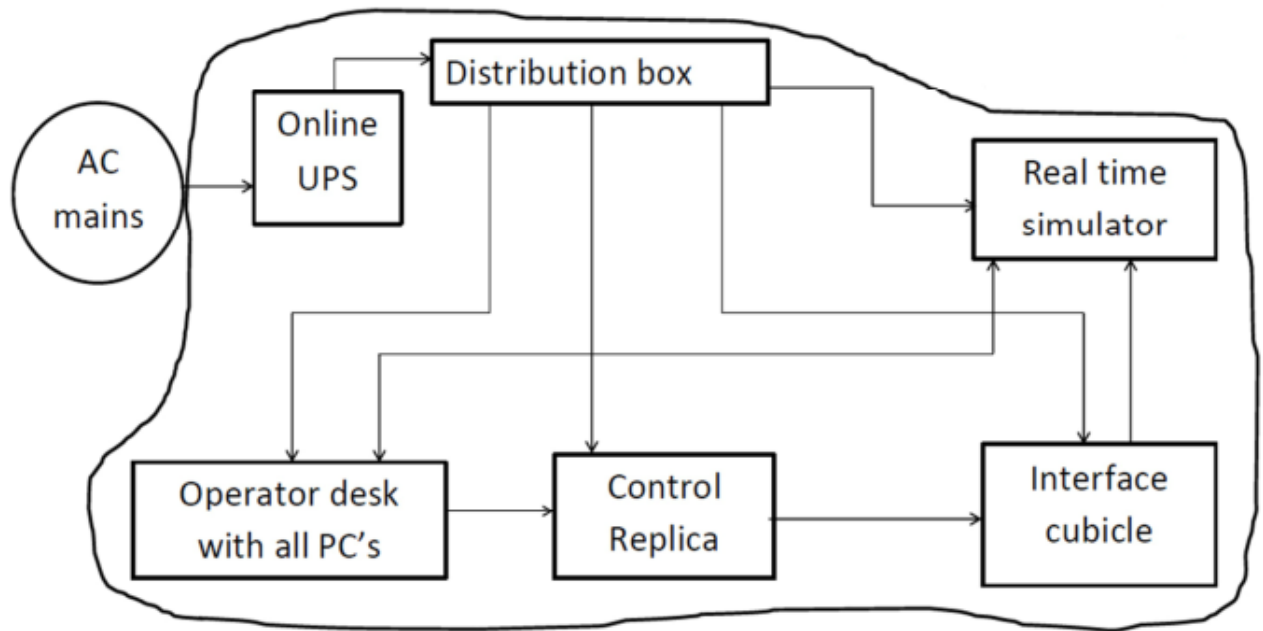 Distribution box
Online
UPS
AC
mains
Real time
simulator
Operator desk
with all PC’s
Control
Replica
Interface
cubicle